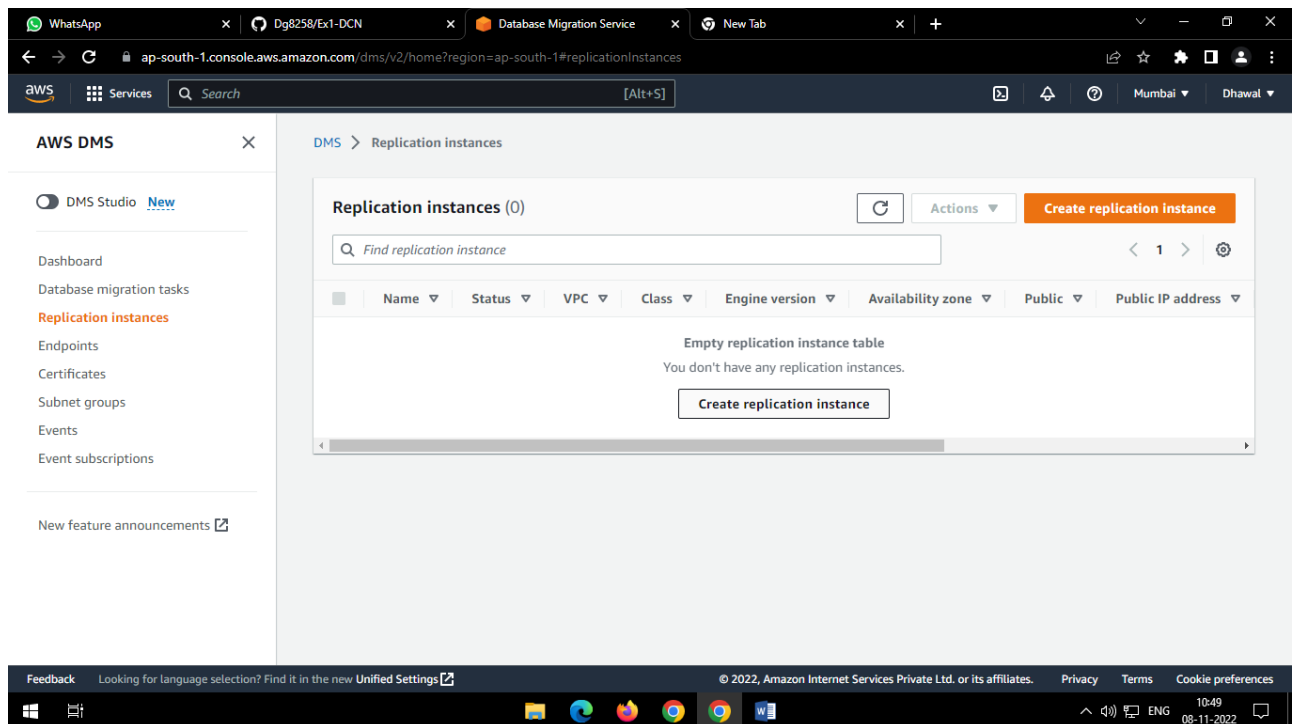 WhatsApp Dg8258/Ex1-DCN Database Migration Service New Tab
ap-south-1.console.aws.amazon.com/dms/v2/home?region=ap-south-1#replicationInstances
aws Services Search [Alt+S] Mumbai Dhawal
AWS DMS
DMS Studio New
Dashboard
Database migration tasks
Replication instances
Endpoints
Certificates
Subnet groups
Events
Event subscriptions
New feature announcements
DMS > Replication instances
Replication instances (0) Actions Create replication instance
Find replication instance 1
Name Status VPC Class Engine version Availability zone Public Public IP address
Empty replication instance table
You don't have any replication instances.
Create replication instance
Feedback Looking for language selection? Find it in the new Unified Settings © 2022, Amazon Internet Services Private Ltd. or its affiliates. Privacy Terms Cookie preferences
ENG 10:49
08-11-2022